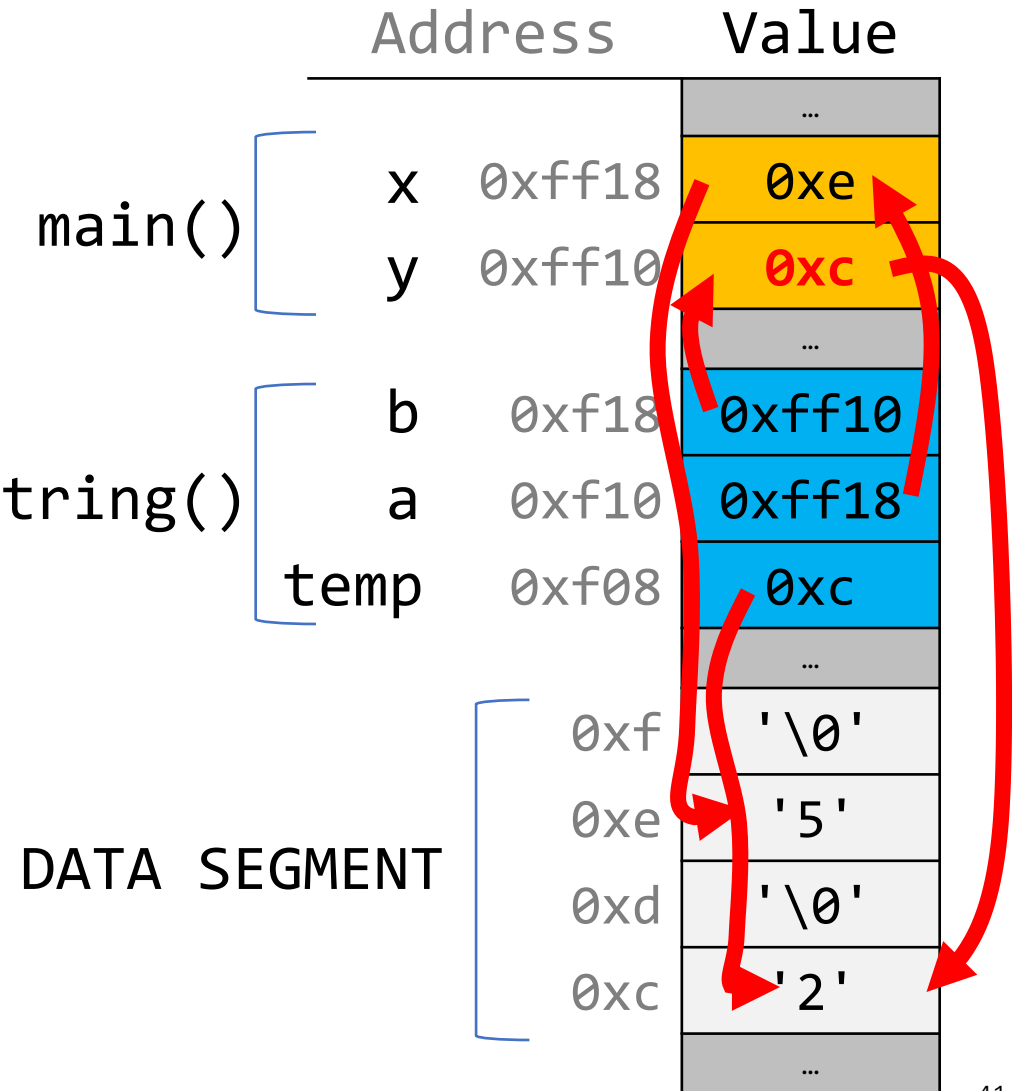 Address Value
…
x 0xff18 0xe
main()
y 0xff10 0xc
…
b 0xf18 0xff10
tring() a 0xf10 0xff18
temp 0xf08 0xc
…
0xf '\0'
0xe '5'
DATA SEGMENT
0xd '\0'
0xc '2'
…